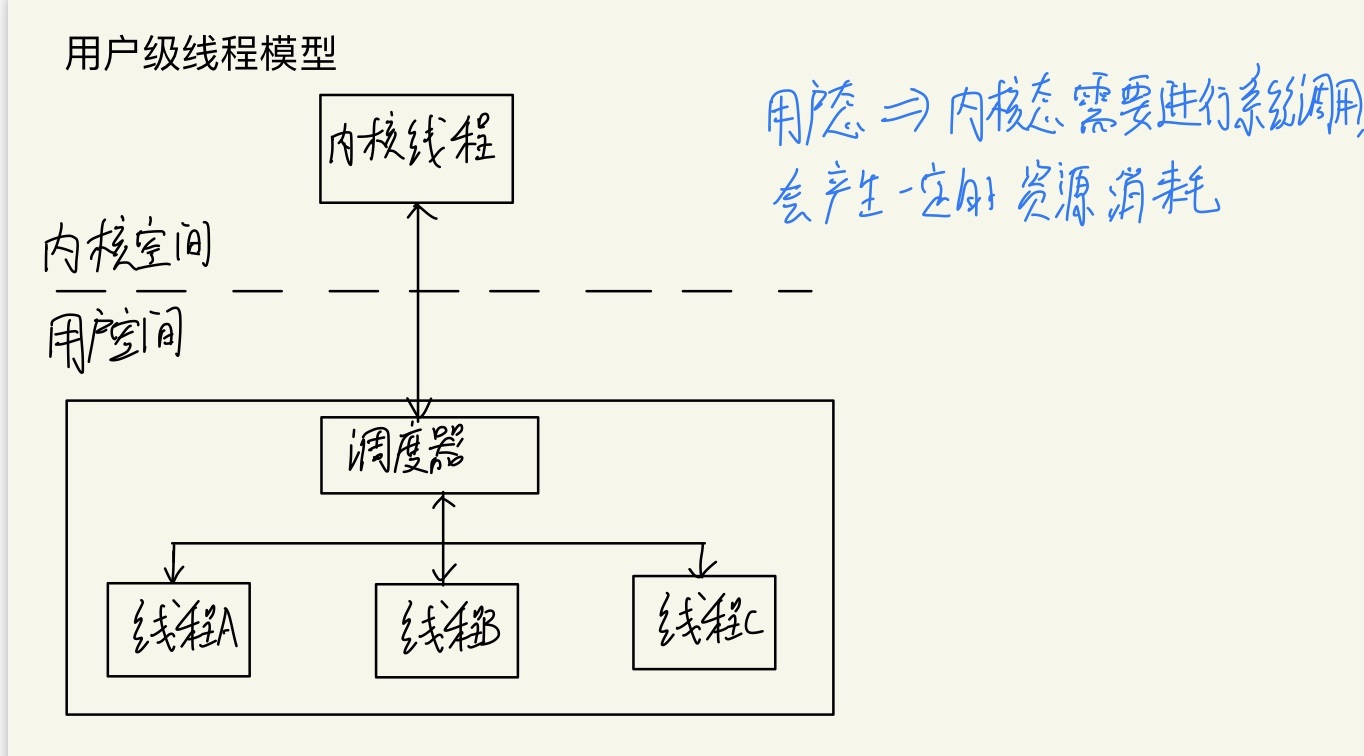 用户级线程模型
内核线程
用户态 ⇒ 内核态 需要进行系统调用,
会产生一定的 资源 消耗
内核空间
用户空间
调度器
线程A
线程B
线程C